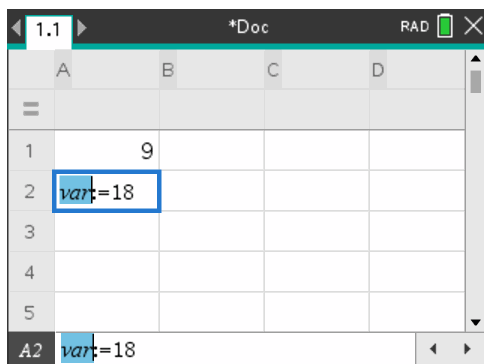 1.1 *Doc RAD
A B C D
=
1 9
2 var:=18
3
4
5
A2 var:=18